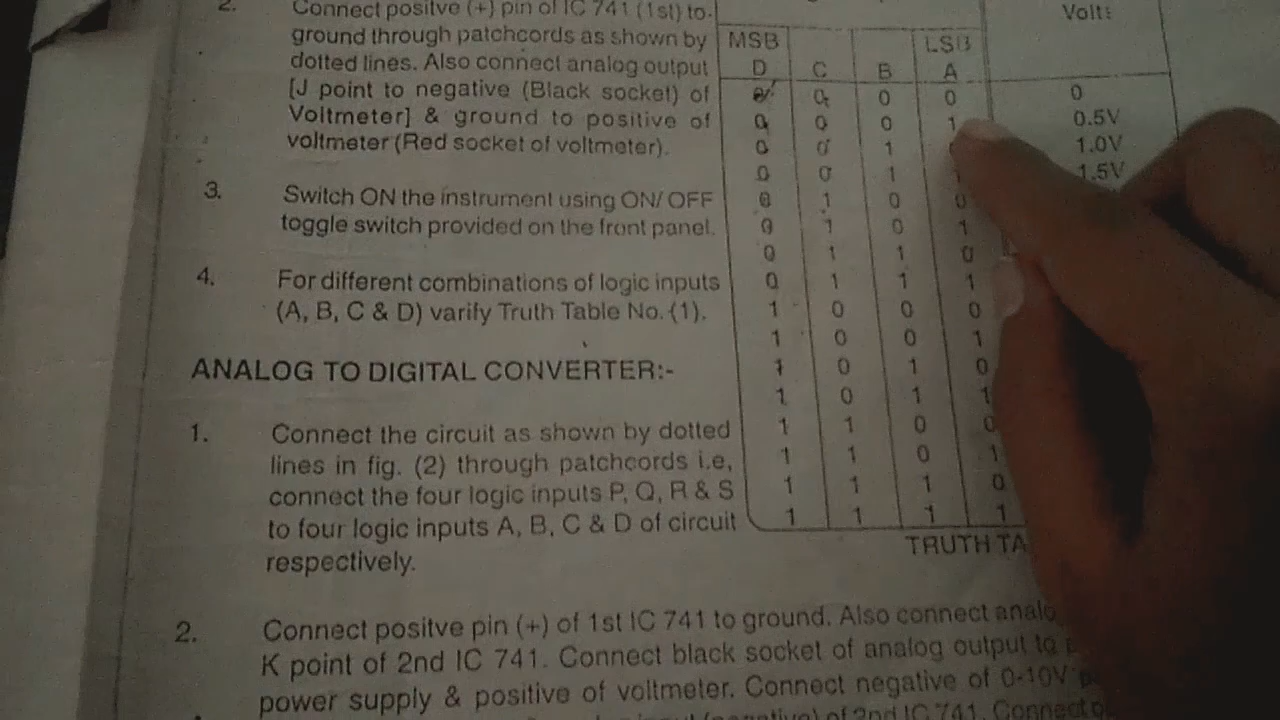 2. Connect positve (+) pin of IC 741 (1st) to
ground through patchcords as shown by
dotted lines. Also connect analog output
[J point to negative (Black socket) of
Voltmeter] & ground to positive of
voltmeter (Red socket of voltmeter).
3. Switch ON the instrument using ON/ OFF
toggle switch provided on the front panel.
4. For different combinations of logic inputs
(A, B, C & D) varify Truth Table No. (1).
ANALOG TO DIGITAL CONVERTER:-
1. Connect the circuit as shown by dotted
lines in fig. (2) through patchcords i.e,
connect the four logic inputs P, Q, R & S
to four logic inputs A, B, C & D of circuit
respectively.
2. Connect positve pin (+) of 1st IC 741 to ground. Also connect
K point of 2nd IC 741. Connect black socket of analog output to
power supply & positive of voltmeter. Connect negative of 0-10V
of 2nd IC 741. Connect
Volts
MSB LSB
D C B A
0 0 0 0 0
0 0 0 1 0.5V
0 0 1 1.0V
0 0 1 1 1.5V
0 1 0 0
0 1 0 1
0 1 1 0
0 1 1 1
1 0 0 0
1 0 0 1
1 0 1 0
1 0 1 1
1 1 0 0
1 1 0 1
1 1 1 0
1 1 1 1
TRUTH